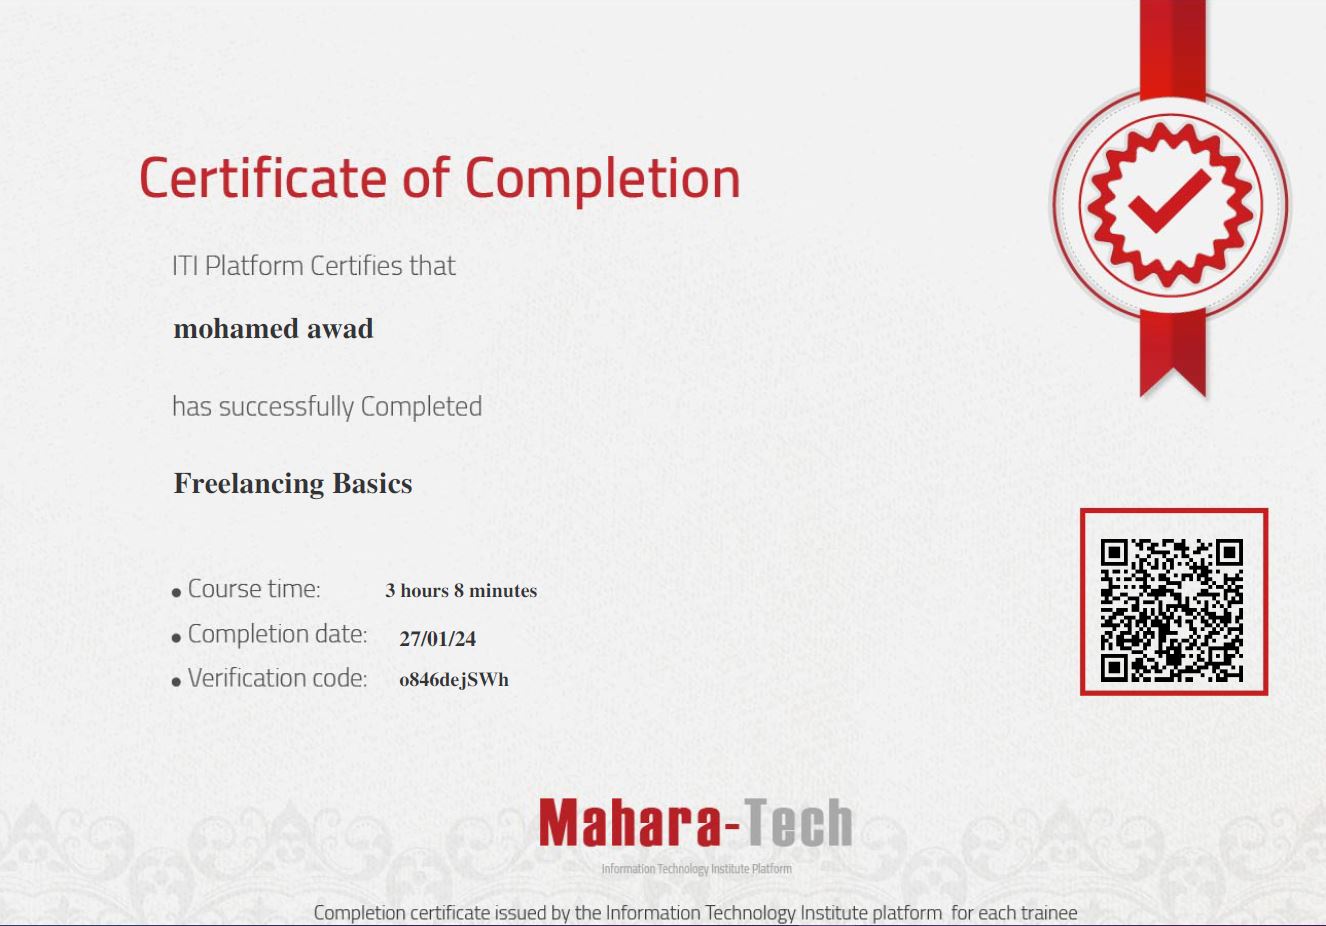 Certificate of Completion
ITI Platform Certifies that
mohamed awad
has successfully Completed
Freelancing Basics
• Course time: 3 hours 8 minutes
• Completion date: 27/01/24
• Verification code: o846dejSWh
Mahara-Tech
Information Technology Institute Platform
Completion certificate issued by the Information Technology Institute platform for each trainee